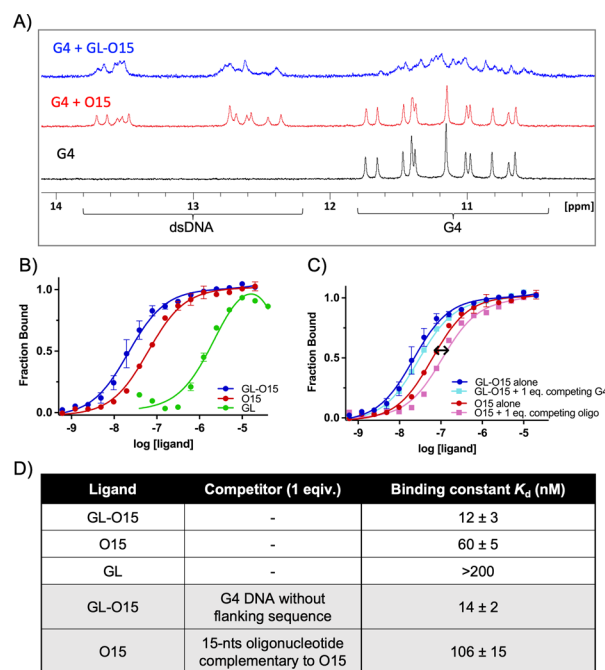 A)
G4 + GL-O15
G4 + O15
G4
14 13 12 11 [ppm]
dsDNA G4
B)
Fraction Bound
1.0
0.5
0.0
-9 -8 -7 -6 -5
log [ligand]
GL-O15
O15
GL
C)
Fraction Bound
1.0
0.5
0.0
-9 -8 -7 -6 -5
log [ligand]
GL-O15 alone
GL-O15 + 1 eq. competing G4
O15 alone
O15 + 1 eq. competing oligo
D)
Ligand Competitor (1 eqiv.) Binding constant Kd (nM)
GL-O15 - 12 ± 3
O15 - 60 ± 5
GL - >200
GL-O15 G4 DNA without flanking sequence 14 ± 2
O15 15-nts oligonucleotide complementary to O15 106 ± 15